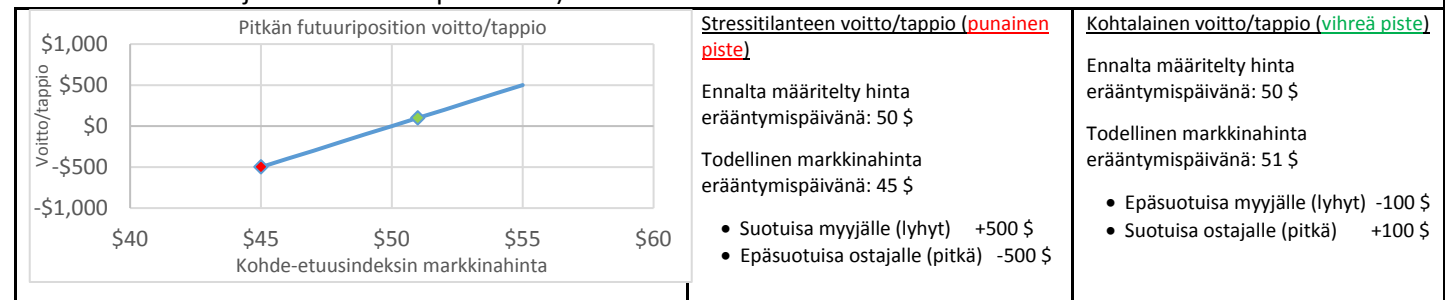 Pitkän futuuriposition voitto/tappio
$1,000
$500
$0
-$500
-$1,000
Voitto/tappio
$40 $45 $50 $55 $60
Kohde-etuusindeksin markkinahinta
Stressitilanteen voitto/tappio (punainen
piste)
Ennalta määritelty hinta
erääntymispäivänä: 50 $
Todellinen markkinahinta
erääntymispäivänä: 45 $
• Suotuisa myyjälle (lyhyt) +500 $
• Epäsuotuisa ostajalle (pitkä) -500 $
Kohtalainen voitto/tappio (vihreä piste)
Ennalta määritelty hinta
erääntymispäivänä: 50 $
Todellinen markkinahinta
erääntymispäivänä: 51 $
• Epäsuotuisa myyjälle (lyhyt) -100 $
• Suotuisa ostajalle (pitkä) +100 $